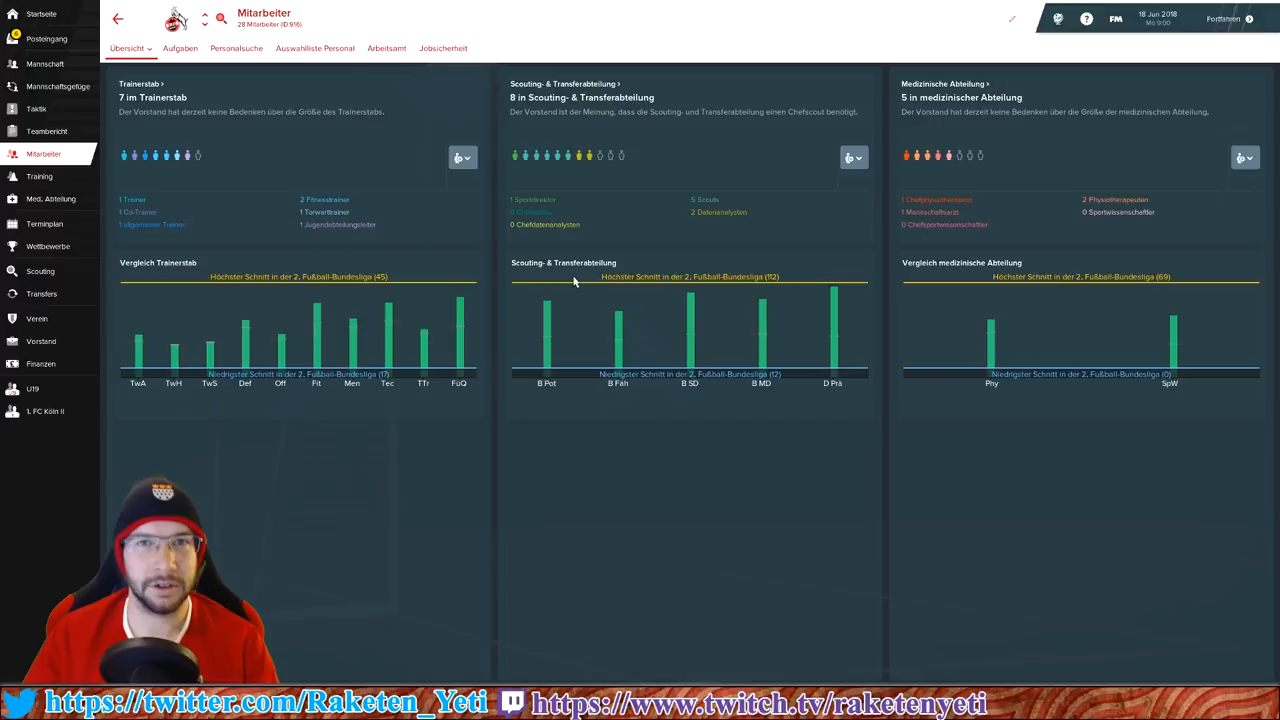 Startseite
6
Posteingang
Mannschaft
Mannschaftsgefüge
Taktik
Teambericht
Mitarbeiter
Training
Med. Abteilung
Terminplan
Wettbewerbe
Scouting
Transfers
Verein
Vorstand
Finanzen
U19
1. FC Köln II
Mitarbeiter
28 Mitarbeiter (ID:916)
FM
18 Jun 2018
Mo 9:00
Fortfahren
Übersicht
Aufgaben
Personalsuche
Auswahlliste Personal
Arbeitsamt
Jobsicherheit
Trainerstab >
7 im Trainerstab
Der Vorstand hat derzeit keine Bedenken über die Größe des Trainerstabs.
1 Trainer
2 Fitnesstrainer
1 Co-Trainer
1 Torwarttrainer
1 allgemeiner Trainer
1 Jugendabteilungsleiter
Vergleich Trainerstab
Höchster Schnitt in der 2. Fußball-Bundesliga (45)
Niedrigster Schnitt in der 2. Fußball-Bundesliga (17)
TwA TwH TwS Def Off Fit Men Tec TTr FüQ
Scouting- & Transferabteilung >
8 in Scouting- & Transferabteilung
Der Vorstand ist der Meinung, dass die Scouting- und Transferabteilung einen Chefscout benötigt.
1 Sportdirektor
5 Scouts
0 Chefscouts
2 Datenanalysten
0 Chefdatenanalysten
Scouting- & Transferabteilung
Höchster Schnitt in der 2. Fußball-Bundesliga (112)
Niedrigster Schnitt in der 2. Fußball-Bundesliga (12)
B Pot B Fäh B SD B MD D Prä
Medizinische Abteilung >
5 in medizinischer Abteilung
Der Vorstand hat derzeit keine Bedenken über die Größe der medizinischen Abteilung.
1 Chefphysiotherapeut
2 Physiotherapeuten
1 Mannschaftsarzt
0 Sportwissenschaftler
0 Chefsportwissenschaftler
Vergleich medizinische Abteilung
Höchster Schnitt in der 2. Fußball-Bundesliga (69)
Niedrigster Schnitt in der 2. Fußball-Bundesliga (0)
Phy SpW
https://twitter.com/Raketen_Yeti
https://www.twitch.tv/raketenyeti